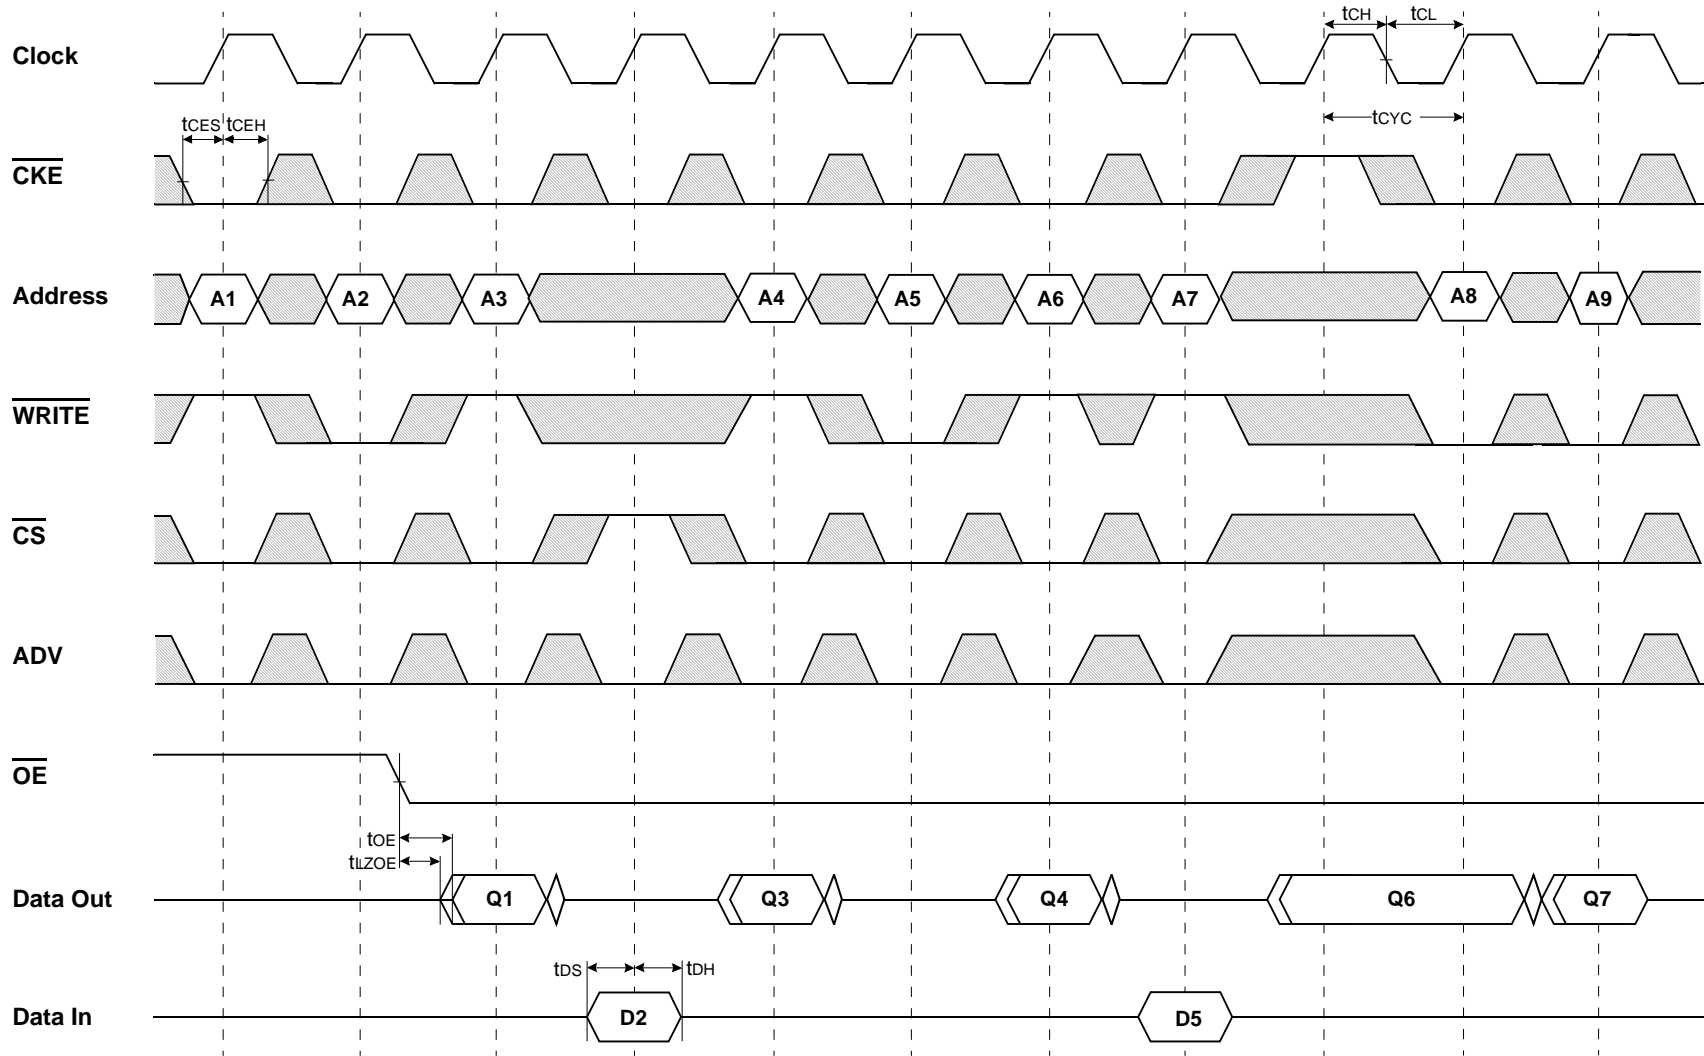 tCH tCL
Clock
tCES tCEH
tCYC
CKE
Address A1 A2 A3 A4 A5 A6 A7 A8 A9
WRITE
CS
ADV
OE
tOE
tLZOE
Data Out Q1 Q3 Q4 Q6 Q7
tDS tDH
Data In D2 D5